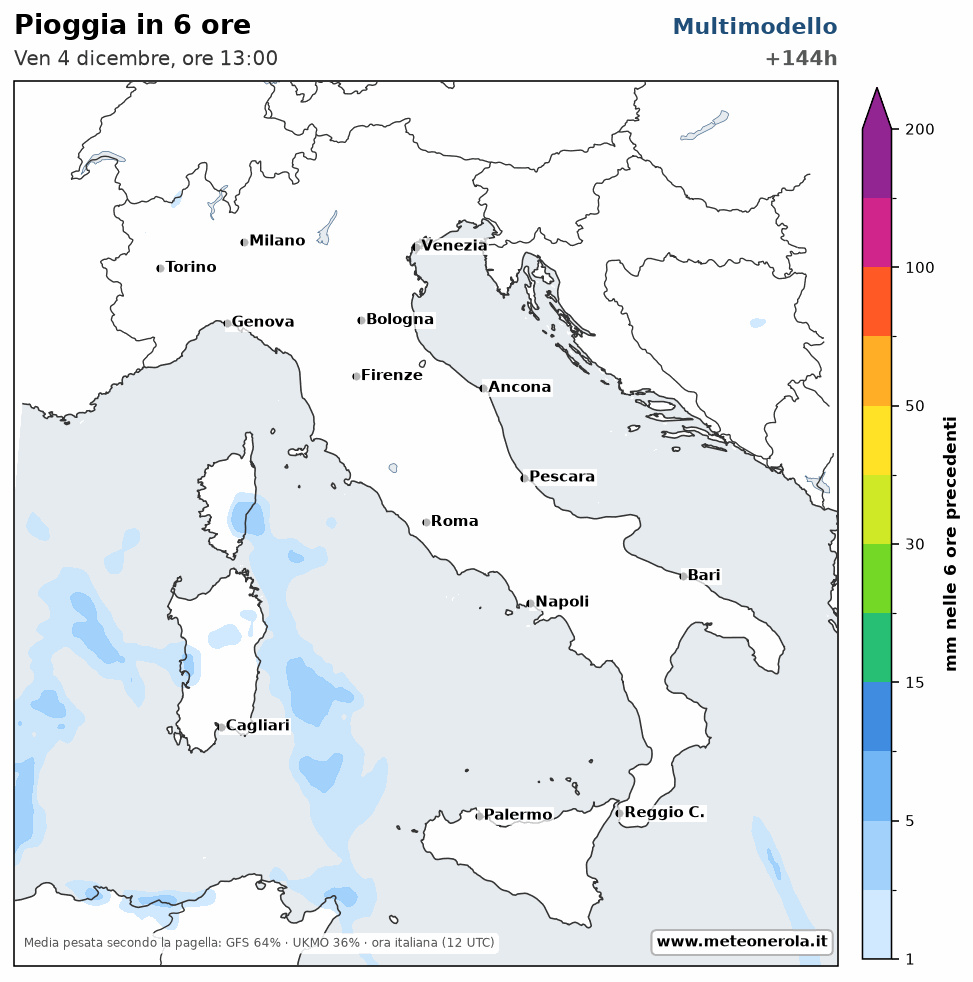 Pioggia in 6 ore
Multimodello
Ven 4 dicembre, ore 13:00
+144h
200
Milano
Venezia
Torino
100
Genova
Bologna
Firenze
Ancona
50
Pescara
Roma
30
Bari
Napoli
mm nelle 6 ore precedenti
15
Cagliari
Palermo
Reggio C.
5
Media pesata secondo la pagella: GFS 64% · UKMO 36% · ora italiana (12 UTC)
www.meteonerola.it
1